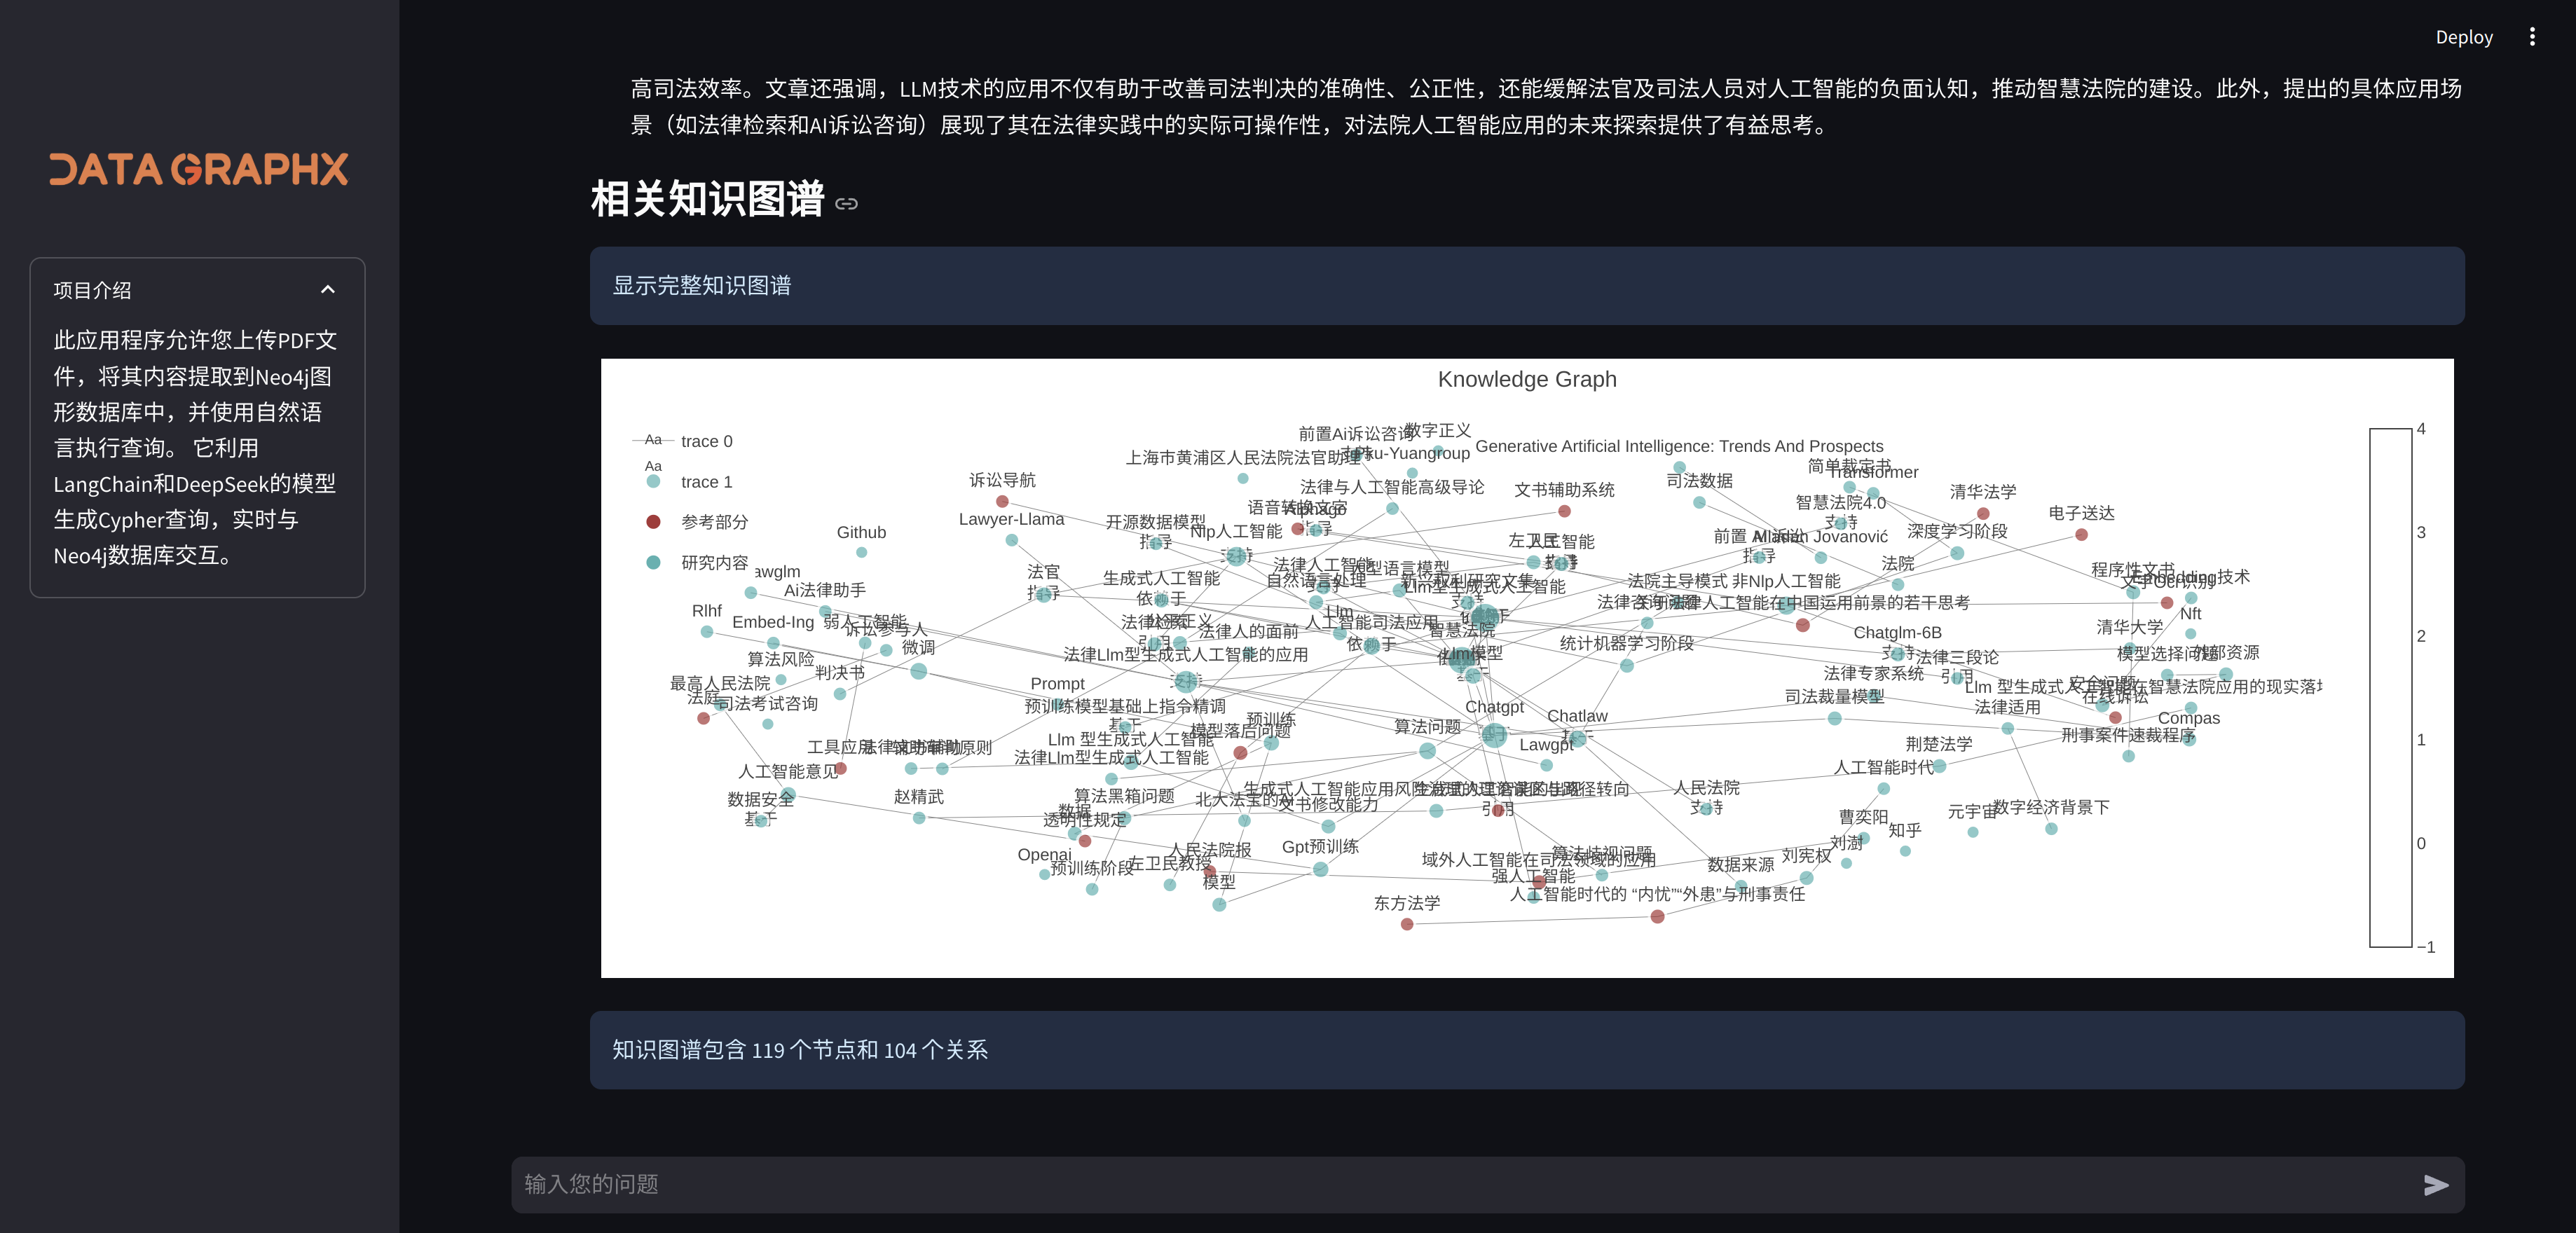 Deploy
高司法效率。文章还强调，LLM技术的应用不仅有助于改善司法判决的准确性、公正性，还能缓解法官及司法人员对人工智能的负面认知，推动智慧法院的建设。此外，提出的具体应用场
景（如法律检索和AI诉讼咨询）展现了其在法律实践中的实际可操作性，对法院人工智能应用的未来探索提供了有益思考。
DATA GRAPHX
项目介绍
此应用程序允许您上传PDF文
件，将其内容提取到Neo4j图
形数据库中，并使用自然语
言执行查询。 它利用
LangChain和DeepSeek的模型
生成Cypher查询，实时与
Neo4j数据库交互。
相关知识图谱
显示完整知识图谱
Knowledge Graph
Aa trace 0
Aa
trace 1
参考部分
研究内容
4
3
2
1
0
−1
数字正义
前置Ai诉讼咨询
Generative Artificial Intelligence: Trends And Prospects
Pku-Yuangroup
上海市黄浦区人民法院法官助理
简单裁定书
Transformer
诉讼导航
司法数据
法律与人工智能高级导论
文书辅助系统
清华法学
智慧法院4.0
支持
语音转换文字
Alphago
指导
电子送达
Lawyer-Llama
开源数据模型
指导
Nlp人工智能
支持
Github
深度学习阶段
Mladan Jovanović
指导
人工智能
法律人工智能
法院
awglm
法官
指导
生成式人工智能
依赖于
自然语言处理
新兴权利研究文集
Llm型生成式人工智能
法院主导模式
非Nlp人工智能
程序性文书
Embedding技术
Ai法律助手
Rlhf
Embed-Ing
弱人工智能
诉讼参与人
法律检索
引用
法律人的面前
Llm
人工智能司法应用
依赖于
智慧法院
法律人工智能在中国运用前景的若干思考
Nft
清华大学
Chatglm-6B
支持
统计机器学习阶段
微调
算法风险
法律Llm型生成式人工智能的应用
支持
Llm模型
法律三段论
引用
模型选择问题
外部资源
判决书
最高人民法院
法庭
司法考试咨询
Prompt
法律专家系统
Llm 型生成式人工智能在智慧法院应用的现实落地
安全问题
在线诉讼
司法裁量模型
预训练模型基础上指令精调
基于
Chatgpt
Chatlaw
法律适用
Compas
预训练
模型落后问题
算法问题
刑事案件速裁程序
Llm 型生成式人工智能
工具应用
辅助原则
法律Llm型生成式人工智能
Lawgpt
荆楚法学
人工智能意见
人工智能时代
数据安全
基于
赵精武
算法黑箱问题
文书修改能力
人民法院
支持
引用
数据
透明性规定
曹奕阳
元宇宙
数字经济背景下
知乎
刘澍
Openai
预训练阶段
左卫民教授
人民法院报
Gpt预训练
域外人工智能在司法领域的应用
算法歧视问题
数据来源
刘宪权
模型
强人工智能
东方法学
人工智能时代的 “内忧”“外患”与刑事责任
知识图谱包含 119 个节点和 104 个关系
输入您的问题